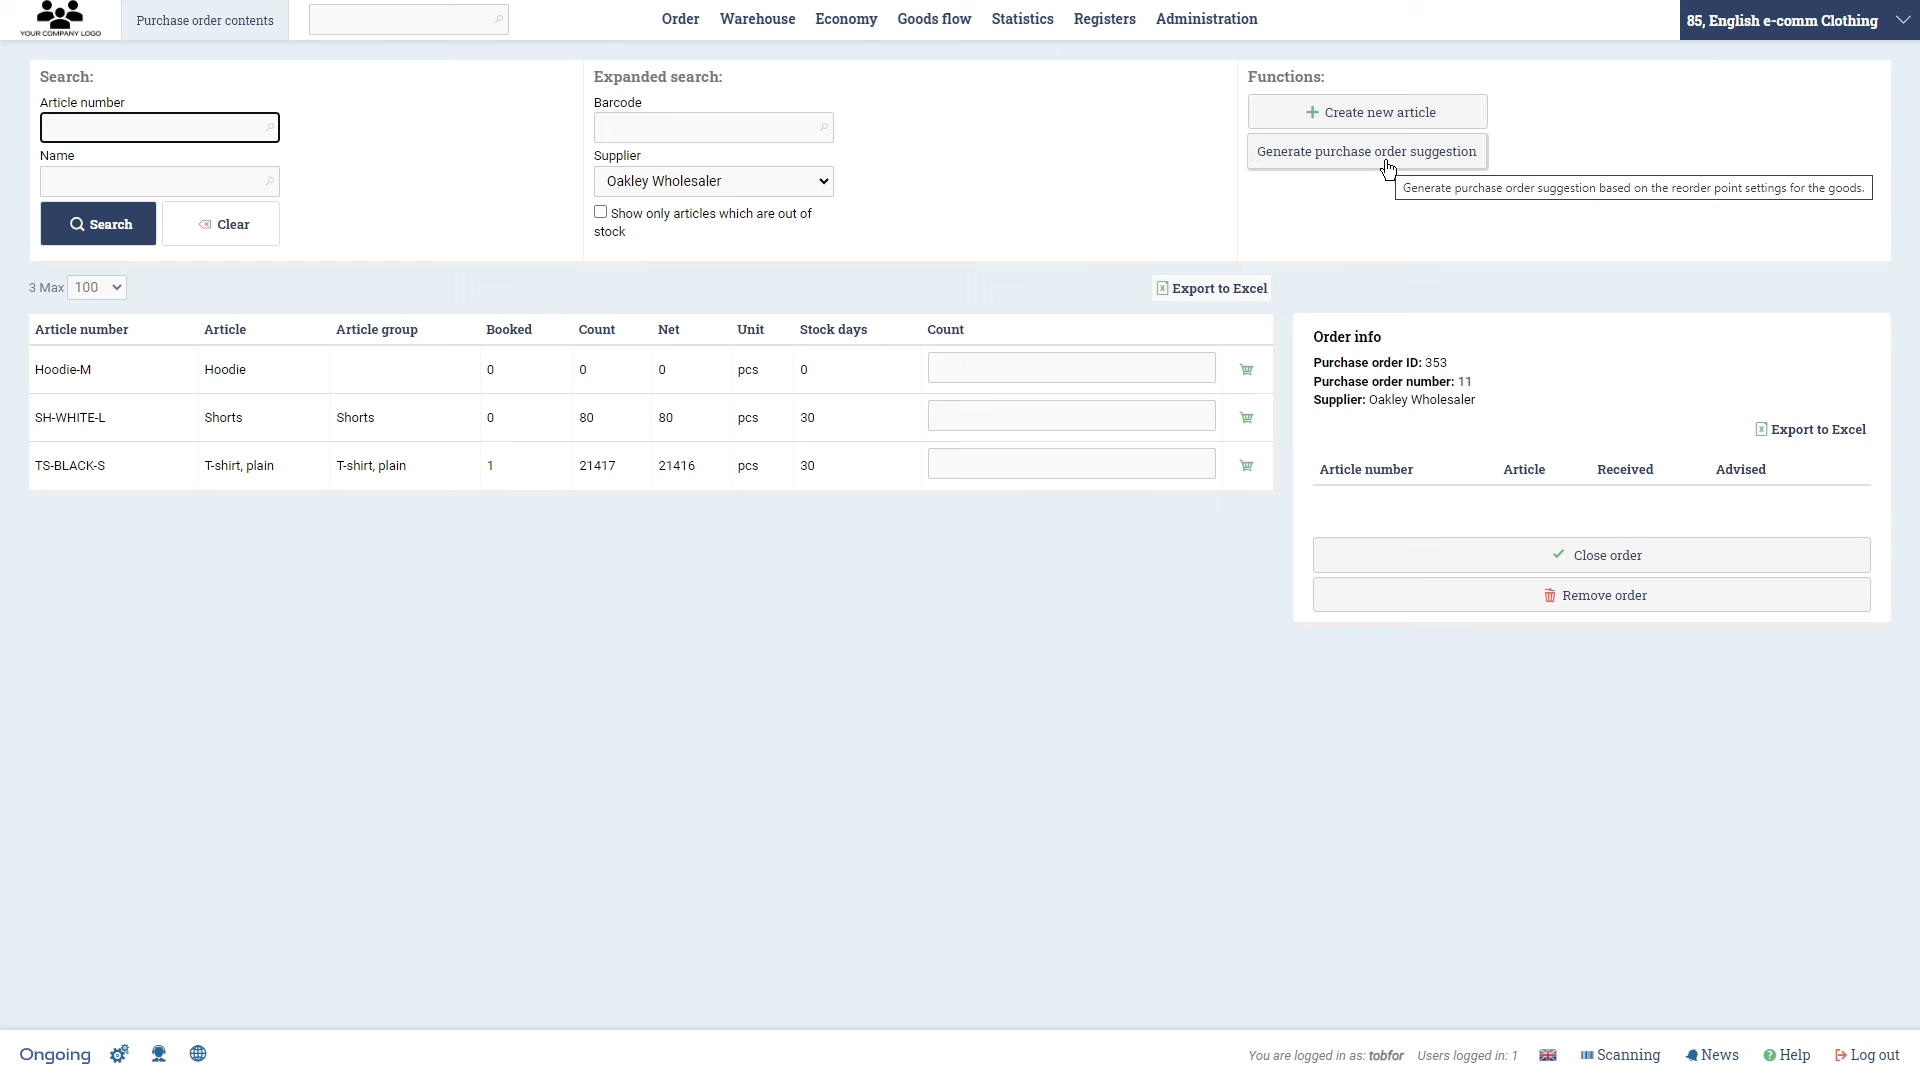 YOUR COMPANY LOGO
Purchase order contents
Order Warehouse Economy Goods flow Statistics Registers Administration
85, English e-comm Clothing
Search:
Article number
Name
Search
Clear
Expanded search:
Barcode
Supplier
Oakley Wholesaler
Show only articles which are out of
stock
Functions:
Create new article
Generate purchase order suggestion
Generate purchase order suggestion based on the reorder point settings for the goods.
3 Max 100
Export to Excel
Article number Article Article group Booked Count Net Unit Stock days Count
Hoodie-M Hoodie 0 0 0 pcs 0
SH-WHITE-L Shorts Shorts 0 80 80 pcs 30
TS-BLACK-S T-shirt, plain T-shirt, plain 1 21417 21416 pcs 30
Order info
Purchase order ID: 353
Purchase order number: 11
Supplier: Oakley Wholesaler
Export to Excel
Article number Article Received Advised
Close order
Remove order
Ongoing
You are logged in as: tobfor Users logged in: 1
Scanning
News
Help
Log out